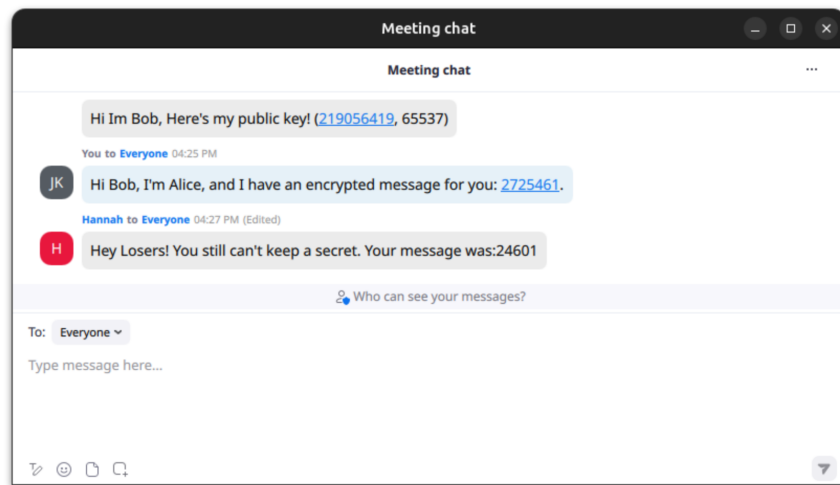 Meeting chat
Meeting chat
Hi Im Bob, Here's my public key! (219056419, 65537)
You to Everyone 04:25 PM
JK
Hi Bob, I'm Alice, and I have an encrypted message for you: 2725461.
Hannah to Everyone 04:27 PM (Edited)
H
Hey Losers! You still can't keep a secret. Your message was:24601
Who can see your messages?
To: Everyone
Type message here...